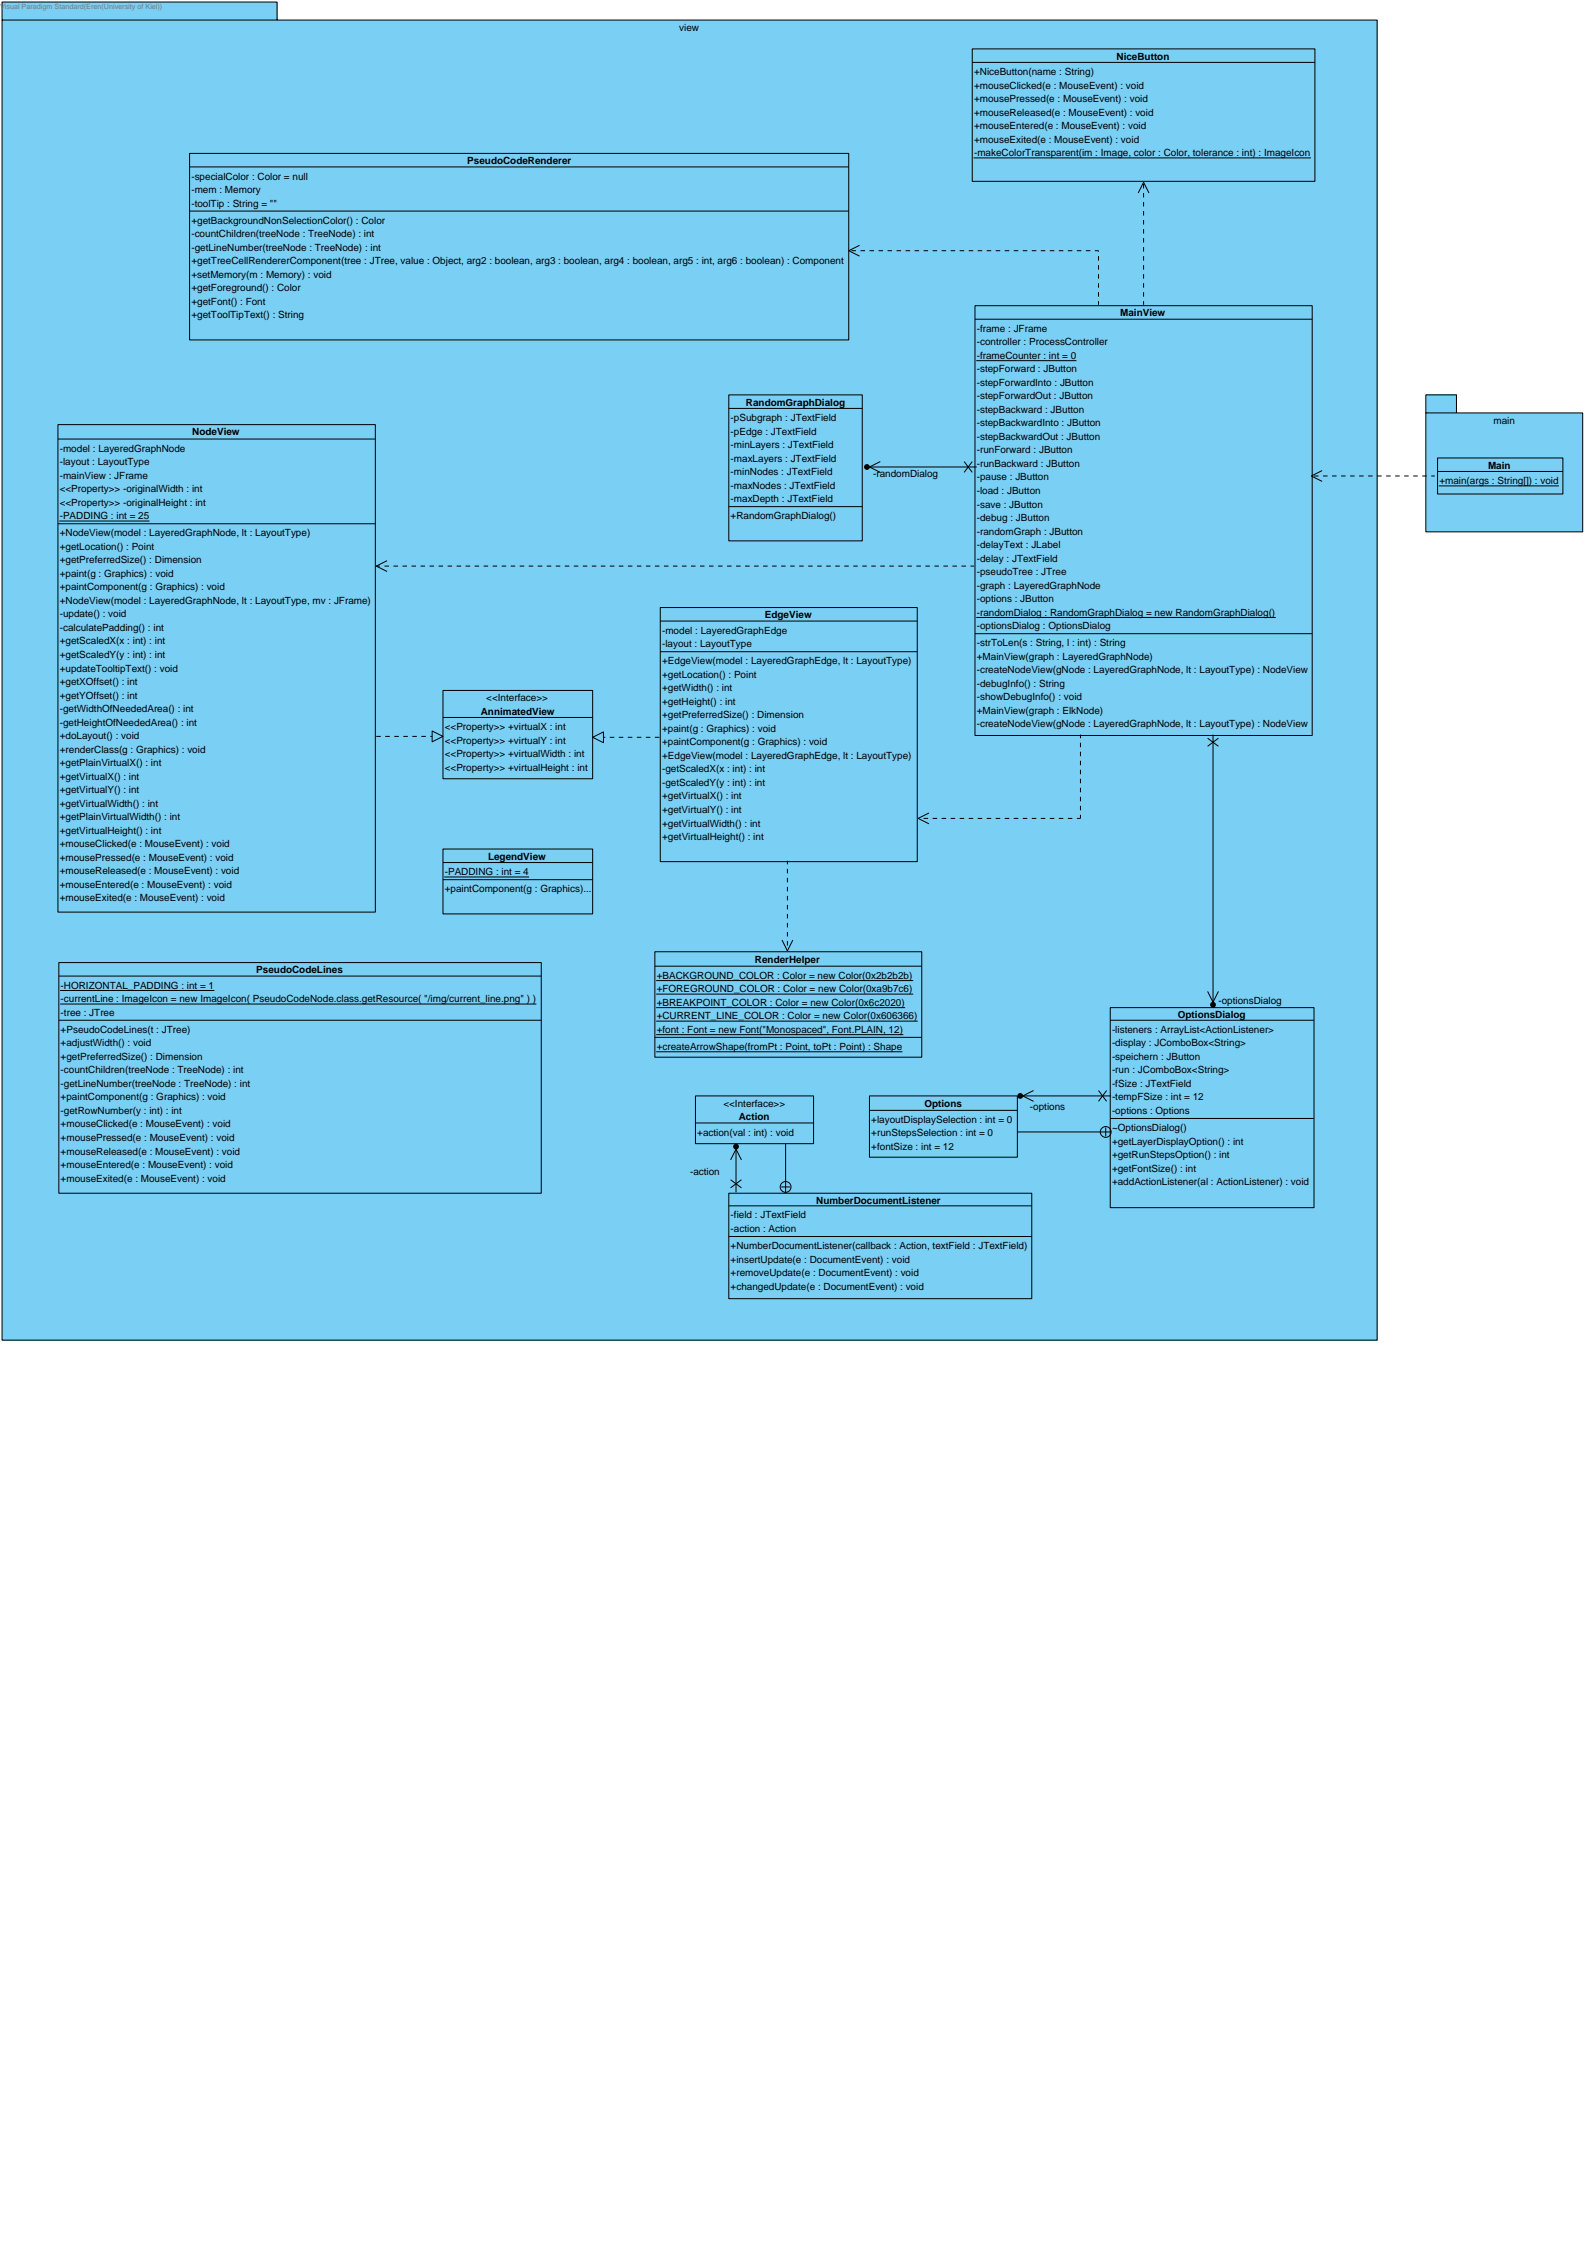 Visual Paradigm Standard(Eren(University of Kiel))
view
NiceButton
+NiceButton(name : String)
+mouseClicked(e : MouseEvent) : void
+mousePressed(e : MouseEvent) : void
+mouseReleased(e : MouseEvent) : void
+mouseEntered(e : MouseEvent) : void
+mouseExited(e : MouseEvent) : void
-makeColorTransparent(im : Image, color : Color, tolerance : int) : ImageIcon
PseudoCodeRenderer
-specialColor : Color = null
-mem : Memory
-toolTip : String = ""
+getBackgroundNonSelectionColor() : Color
-countChildren(treeNode : TreeNode) : int
-getLineNumber(treeNode : TreeNode) : int
+getTreeCellRendererComponent(tree : JTree, value : Object, arg2 : boolean, arg3 : boolean, arg4 : boolean, arg5 : int, arg6 : boolean) : Component
+setMemory(m : Memory) : void
+getForeground() : Color
+getFont() : Font
+getToolTipText() : String
MainView
-frame : JFrame
-controller : ProcessController
-frameCounter : int = 0
-stepForward : JButton
-stepForwardInto : JButton
-stepForwardOut : JButton
-stepBackward : JButton
-stepBackwardInto : JButton
-stepBackwardOut : JButton
-runForward : JButton
-runBackward : JButton
-pause : JButton
-load : JButton
-save : JButton
-debug : JButton
-randomGraph : JButton
-delayText : JLabel
-delay : JTextField
-pseudoTree : JTree
-graph : LayeredGraphNode
-options : JButton
-randomDialog : RandomGraphDialog = new RandomGraphDialog()
-optionsDialog : OptionsDialog
-strToLen(s : String, l : int) : String
+MainView(graph : LayeredGraphNode)
-createNodeView(gNode : LayeredGraphNode, lt : LayoutType) : NodeView
-debugInfo() : String
-showDebugInfo() : void
+MainView(graph : ElkNode)
-createNodeView(gNode : LayeredGraphNode, lt : LayoutType) : NodeView
main
Main
+main(args : String[]) : void
RandomGraphDialog
-pSubgraph : JTextField
-pEdge : JTextField
-minLayers : JTextField
-maxLayers : JTextField
-minNodes : JTextField
-maxNodes : JTextField
-maxDepth : JTextField
+RandomGraphDialog()
-randomDialog
NodeView
-model : LayeredGraphNode
-layout : LayoutType
-mainView : JFrame
<<Property>> -originalWidth : int
<<Property>> -originalHeight : int
-PADDING : int = 25
+NodeView(model : LayeredGraphNode, lt : LayoutType)
+getLocation() : Point
+getPreferredSize() : Dimension
+paint(g : Graphics) : void
+paintComponent(g : Graphics) : void
+NodeView(model : LayeredGraphNode, lt : LayoutType, mv : JFrame)
-update() : void
-calculatePadding() : int
+getScaledX(x : int) : int
+getScaledY(y : int) : int
+updateTooltipText() : void
+getXOffset() : int
+getYOffset() : int
-getWidthOfNeededArea() : int
-getHeightOfNeededArea() : int
+doLayout() : void
+renderClass(g : Graphics) : void
+getPlainVirtualX() : int
+getVirtualX() : int
+getVirtualY() : int
+getVirtualWidth() : int
+getPlainVirtualWidth() : int
+getVirtualHeight() : int
+mouseClicked(e : MouseEvent) : void
+mousePressed(e : MouseEvent) : void
+mouseReleased(e : MouseEvent) : void
+mouseEntered(e : MouseEvent) : void
+mouseExited(e : MouseEvent) : void
EdgeView
-model : LayeredGraphEdge
-layout : LayoutType
+EdgeView(model : LayeredGraphEdge, lt : LayoutType)
+getLocation() : Point
+getWidth() : int
+getHeight() : int
+getPreferredSize() : Dimension
+paint(g : Graphics) : void
+paintComponent(g : Graphics) : void
+EdgeView(model : LayeredGraphEdge, lt : LayoutType)
-getScaledX(x : int) : int
-getScaledY(y : int) : int
+getVirtualX() : int
+getVirtualY() : int
+getVirtualWidth() : int
+getVirtualHeight() : int
<<Interface>>
AnnimatedView
<<Property>> +virtualX : int
<<Property>> +virtualY : int
<<Property>> +virtualWidth : int
<<Property>> +virtualHeight : int
LegendView
-PADDING : int = 4
+paintComponent(g : Graphics)...
PseudoCodeLines
-HORIZONTAL_PADDING : int = 1
-currentLine : ImageIcon = new ImageIcon( PseudoCodeNode.class.getResource( "/img/current_line.png" ) )
-tree : JTree
+PseudoCodeLines(t : JTree)
+adjustWidth() : void
+getPreferredSize() : Dimension
-countChildren(treeNode : TreeNode) : int
-getLineNumber(treeNode : TreeNode) : int
+paintComponent(g : Graphics) : void
-getRowNumber(y : int) : int
+mouseClicked(e : MouseEvent) : void
+mousePressed(e : MouseEvent) : void
+mouseReleased(e : MouseEvent) : void
+mouseEntered(e : MouseEvent) : void
+mouseExited(e : MouseEvent) : void
RenderHelper
+BACKGROUND_COLOR : Color = new Color(0x2b2b2b)
+FOREGROUND_COLOR : Color = new Color(0xa9b7c6)
+BREAKPOINT_COLOR : Color = new Color(0x6c2020)
+CURRENT_LINE_COLOR : Color = new Color(0x606366)
+font : Font = new Font("Monospaced", Font.PLAIN, 12)
+createArrowShape(fromPt : Point, toPt : Point) : Shape
-optionsDialog
OptionsDialog
-listeners : ArrayList<ActionListener>
-display : JComboBox<String>
-speichern : JButton
-run : JComboBox<String>
-fSize : JTextField
-tempFSize : int = 12
-options : Options
~OptionsDialog()
+getLayerDisplayOption() : int
+getRunStepsOption() : int
+getFontSize() : int
+addActionListener(al : ActionListener) : void
Options
+layoutDisplaySelection : int = 0
+runStepsSelection : int = 0
+fontSize : int = 12
-options
<<Interface>>
Action
+action(val : int) : void
-action
NumberDocumentListener
-field : JTextField
-action : Action
+NumberDocumentListener(callback : Action, textField : JTextField)
+insertUpdate(e : DocumentEvent) : void
+removeUpdate(e : DocumentEvent) : void
+changedUpdate(e : DocumentEvent) : void